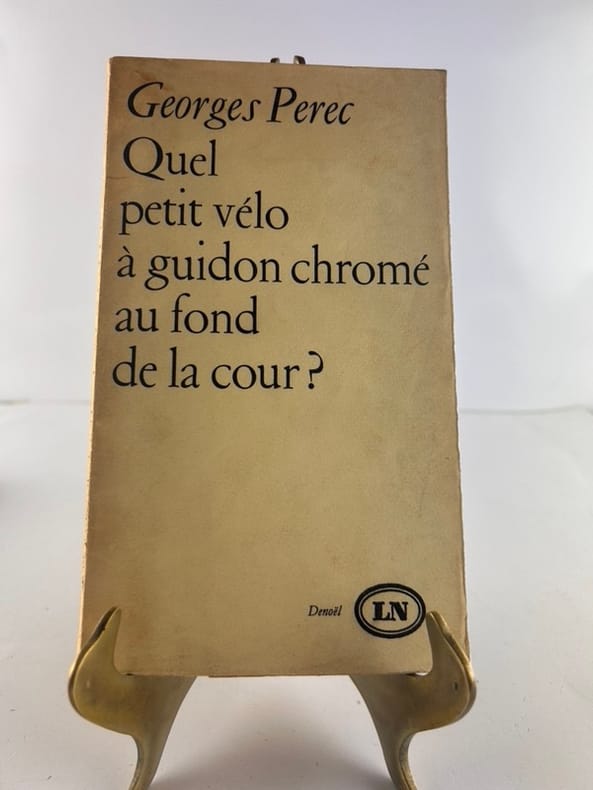 Georges Perec
Quel
petit vélo
à guidon chromé
au fond
de la cour ?
Denoël LN